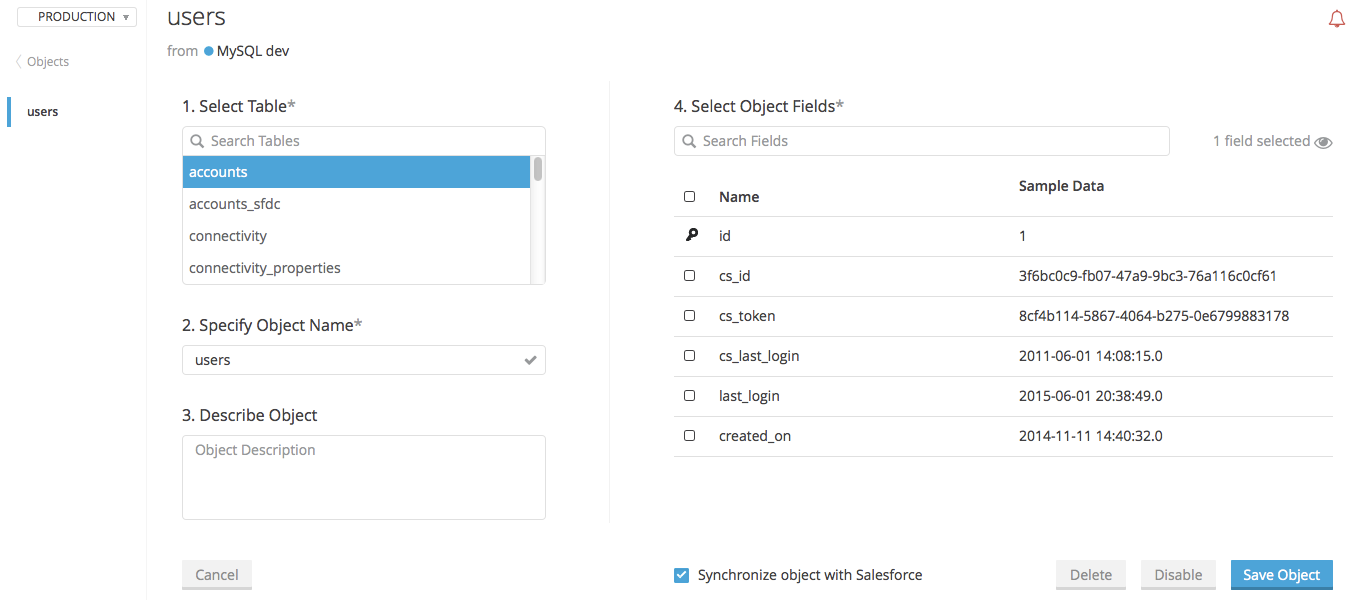 PRODUCTION
Objects
users
users
from MySQL dev
1. Select Table*
Search Tables
accounts
accounts_sfdc
connectivity
connectivity_properties
2. Specify Object Name*
users
3. Describe Object
Object Description
Cancel
4. Select Object Fields*
Search Fields
1 field selected
Name Sample Data
id 1
cs_id 3f6bc0c9-fb07-47a9-9bc3-76a116c0cf61
cs_token 8cf4b114-5867-4064-b275-0e6799883178
cs_last_login 2011-06-01 14:08:15.0
last_login 2015-06-01 20:38:49.0
created_on 2014-11-11 14:40:32.0
Synchronize object with Salesforce
Delete
Disable
Save Object